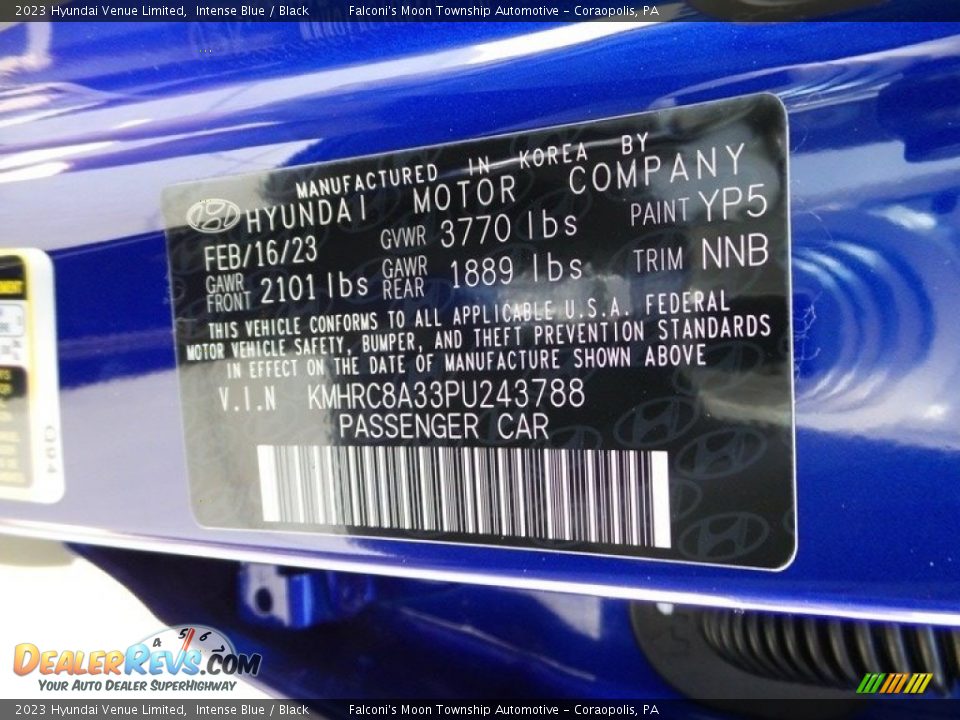 2023 Hyundai Venue Limited, Intense Blue / Black Falconi's Moon Township Automotive - Coraopolis, PA
MANUFACTURED IN KOREA BY
HYUNDAI MOTOR COMPANY
FEB/16/23 GVWR 3770 lbs PAINT YP5
GAWR FRONT 2101 lbs GAWR REAR 1889 lbs TRIM NNB
THIS VEHICLE CONFORMS TO ALL APPLICABLE U.S.A. FEDERAL
MOTOR VEHICLE SAFETY, BUMPER, AND THEFT PREVENTION STANDARDS
IN EFFECT ON THE DATE OF MANUFACTURE SHOWN ABOVE
V.I.N KMHRC8A33PU243788
PASSENGER CAR
4 5 6
DEALERREVS.COM
YOUR AUTO DEALER SUPERHIGHWAY
2023 Hyundai Venue Limited, Intense Blue / Black Falconi's Moon Township Automotive - Coraopolis, PA